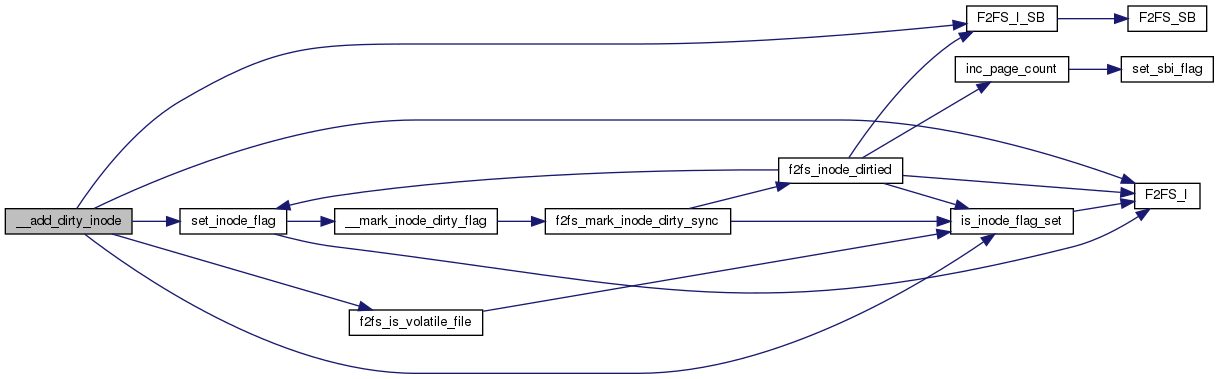 F2FS_I_SB
F2FS_SB
inc_page_count
set_sbi_flag
f2fs_inode_dirtied
F2FS_I
__add_dirty_inode
set_inode_flag
__mark_inode_dirty_flag
f2fs_mark_inode_dirty_sync
is_inode_flag_set
f2fs_is_volatile_file